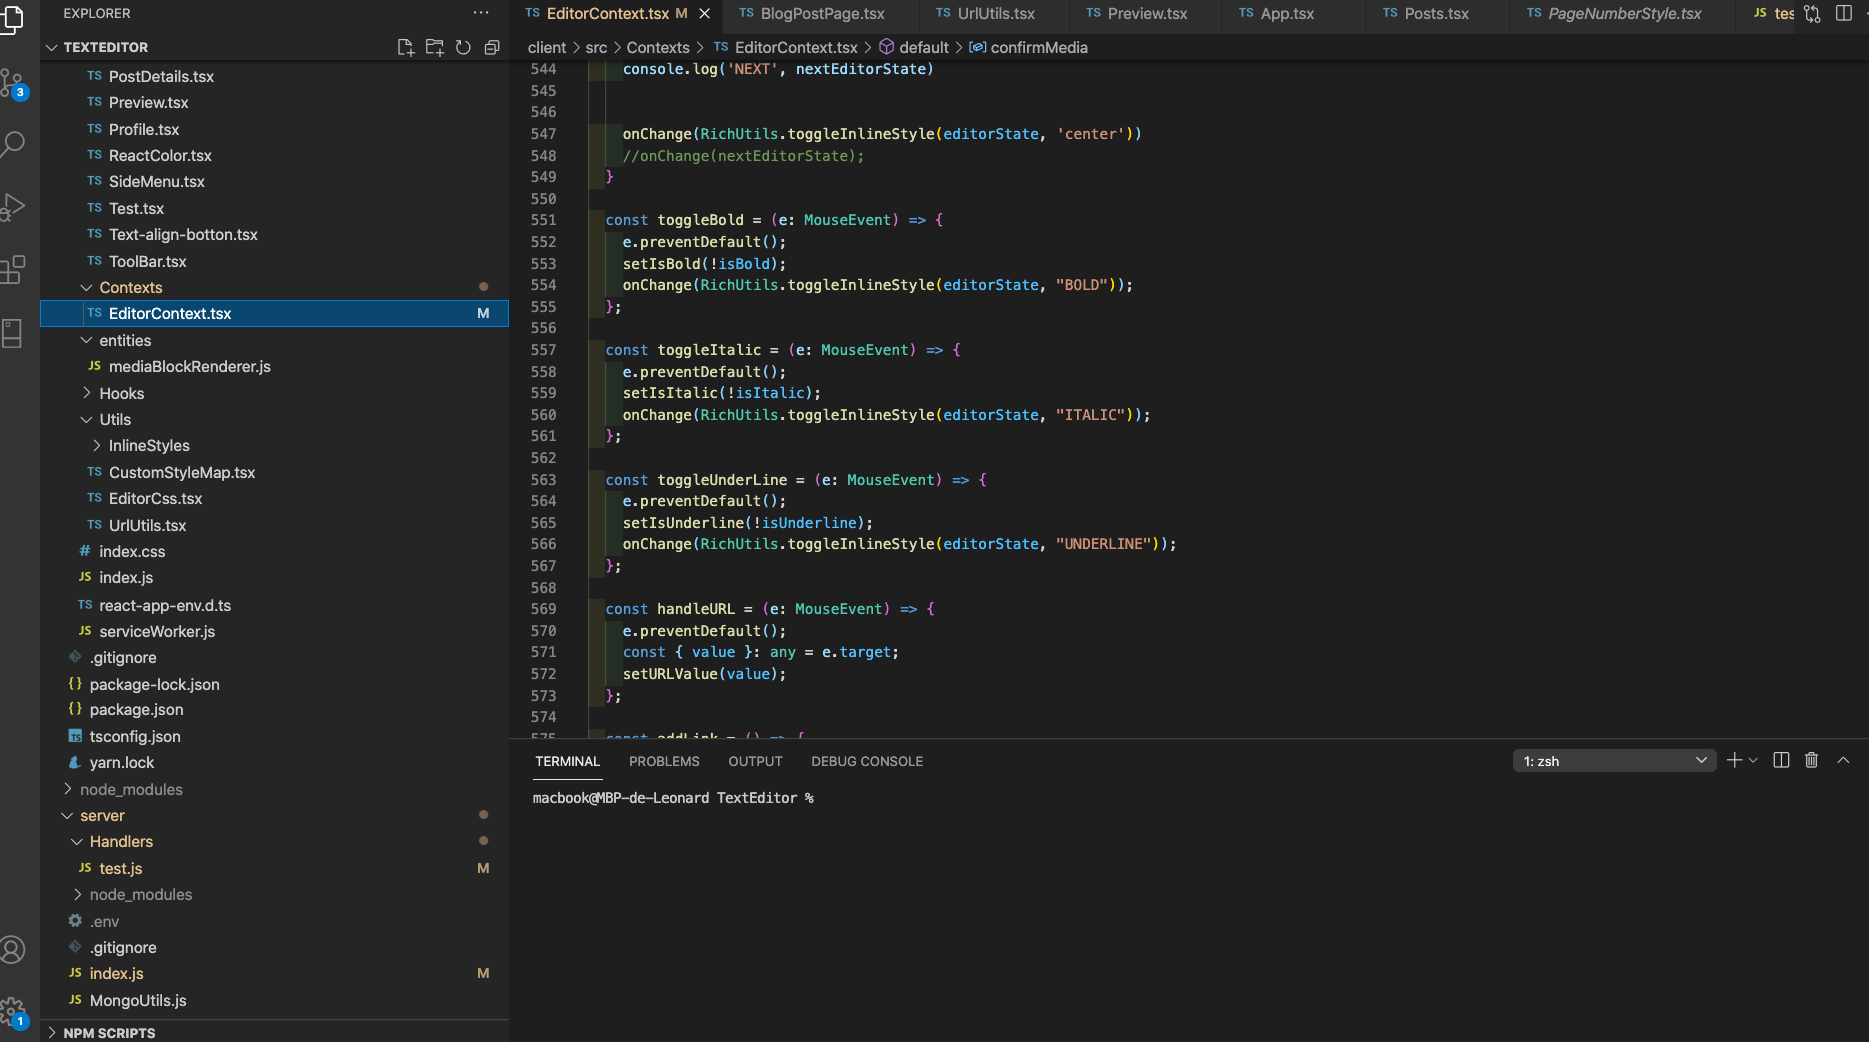 EXPLORER
TEXTEDITOR
TS PostDetails.tsx
TS Preview.tsx
TS Profile.tsx
TS ReactColor.tsx
TS SideMenu.tsx
TS Test.tsx
TS Text-align-botton.tsx
TS ToolBar.tsx
Contexts
TS EditorContext.tsx M
entities
JS mediaBlockRenderer.js
Hooks
Utils
InlineStyles
TS CustomStyleMap.tsx
TS EditorCss.tsx
TS UrlUtils.tsx
# index.css
JS index.js
TS react-app-env.d.ts
JS serviceWorker.js
.gitignore
{} package-lock.json
{} package.json
TS tsconfig.json
yarn.lock
node_modules
server
Handlers
JS test.js M
node_modules
.env
.gitignore
JS index.js M
JS MongoUtils.js
NPM SCRIPTS
3
1
TS EditorContext.tsx M TS BlogPostPage.tsx TS UrlUtils.tsx TS Preview.tsx TS App.tsx TS Posts.tsx TS PageNumberStyle.tsx JS tes
client > src > Contexts > TS EditorContext.tsx > default > confirmMedia
544 console.log('NEXT', nextEditorState)
545
546
547 onChange(RichUtils.toggleInlineStyle(editorState, 'center'))
548 //onChange(nextEditorState);
549 }
550
551 const toggleBold = (e: MouseEvent) => {
552 e.preventDefault();
553 setIsBold(!isBold);
554 onChange(RichUtils.toggleInlineStyle(editorState, "BOLD"));
555 };
556
557 const toggleItalic = (e: MouseEvent) => {
558 e.preventDefault();
559 setIsItalic(!isItalic);
560 onChange(RichUtils.toggleInlineStyle(editorState, "ITALIC"));
561 };
562
563 const toggleUnderLine = (e: MouseEvent) => {
564 e.preventDefault();
565 setIsUnderline(!isUnderline);
566 onChange(RichUtils.toggleInlineStyle(editorState, "UNDERLINE"));
567 };
568
569 const handleURL = (e: MouseEvent) => {
570 e.preventDefault();
571 const { value }: any = e.target;
572 setURLValue(value);
573 };
574
575 const addLink = () => {
TERMINAL PROBLEMS OUTPUT DEBUG CONSOLE 1: zsh
macbook@MBP-de-Leonard TextEditor %